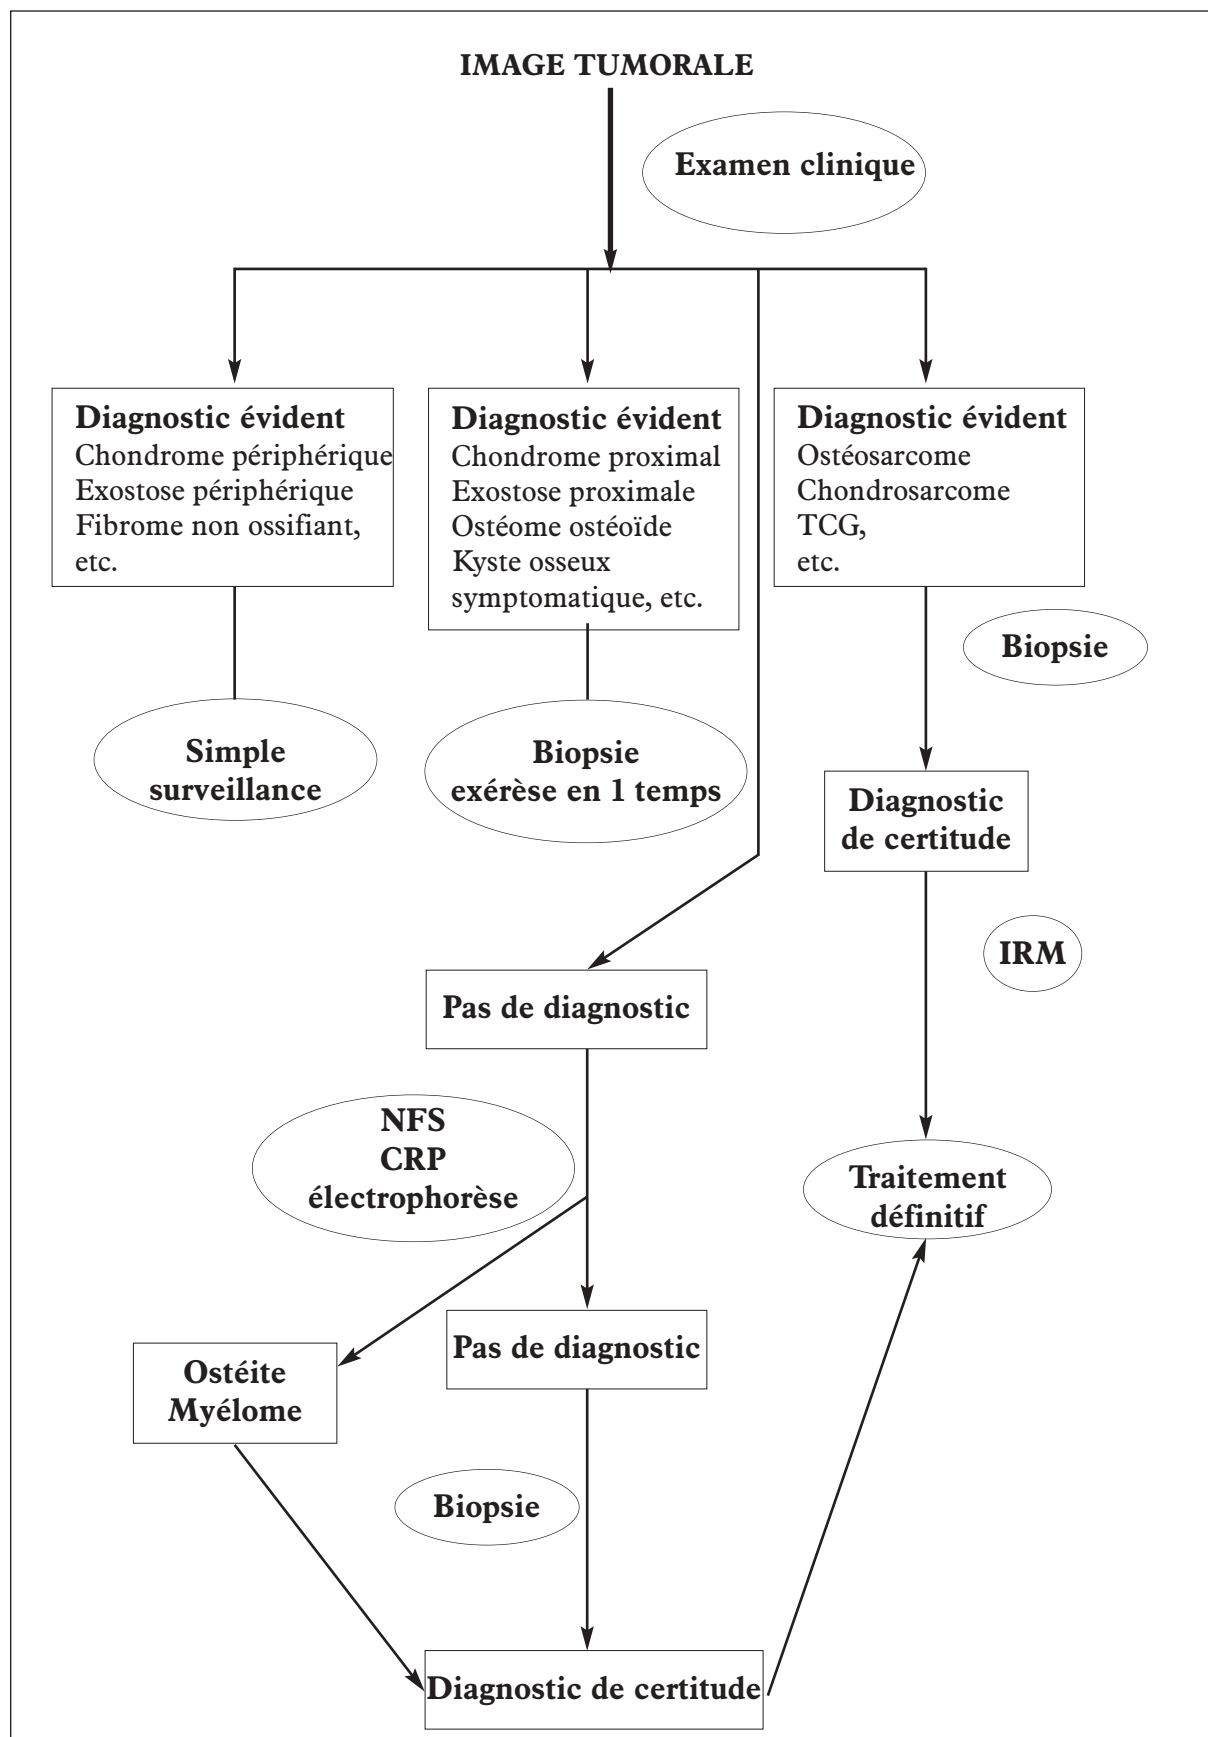 IMAGE TUMORALE
Examen clinique
Diagnostic évident
Chondrome périphérique
Exostose périphérique
Fibrome non ossifiant,
etc.
Diagnostic évident
Chondrome proximal
Exostose proximale
Ostéome ostéoïde
Kyste osseux
symptomatique, etc.
Diagnostic évident
Ostéosarcome
Chondrosarcome
TCG,
etc.
Biopsie
Simple
surveillance
Biopsie
exérèse en 1 temps
Diagnostic
de certitude
IRM
Pas de diagnostic
NFS
CRP
électrophorèse
Traitement
définitif
Pas de diagnostic
Ostéite
Myélome
Biopsie
Diagnostic de certitude